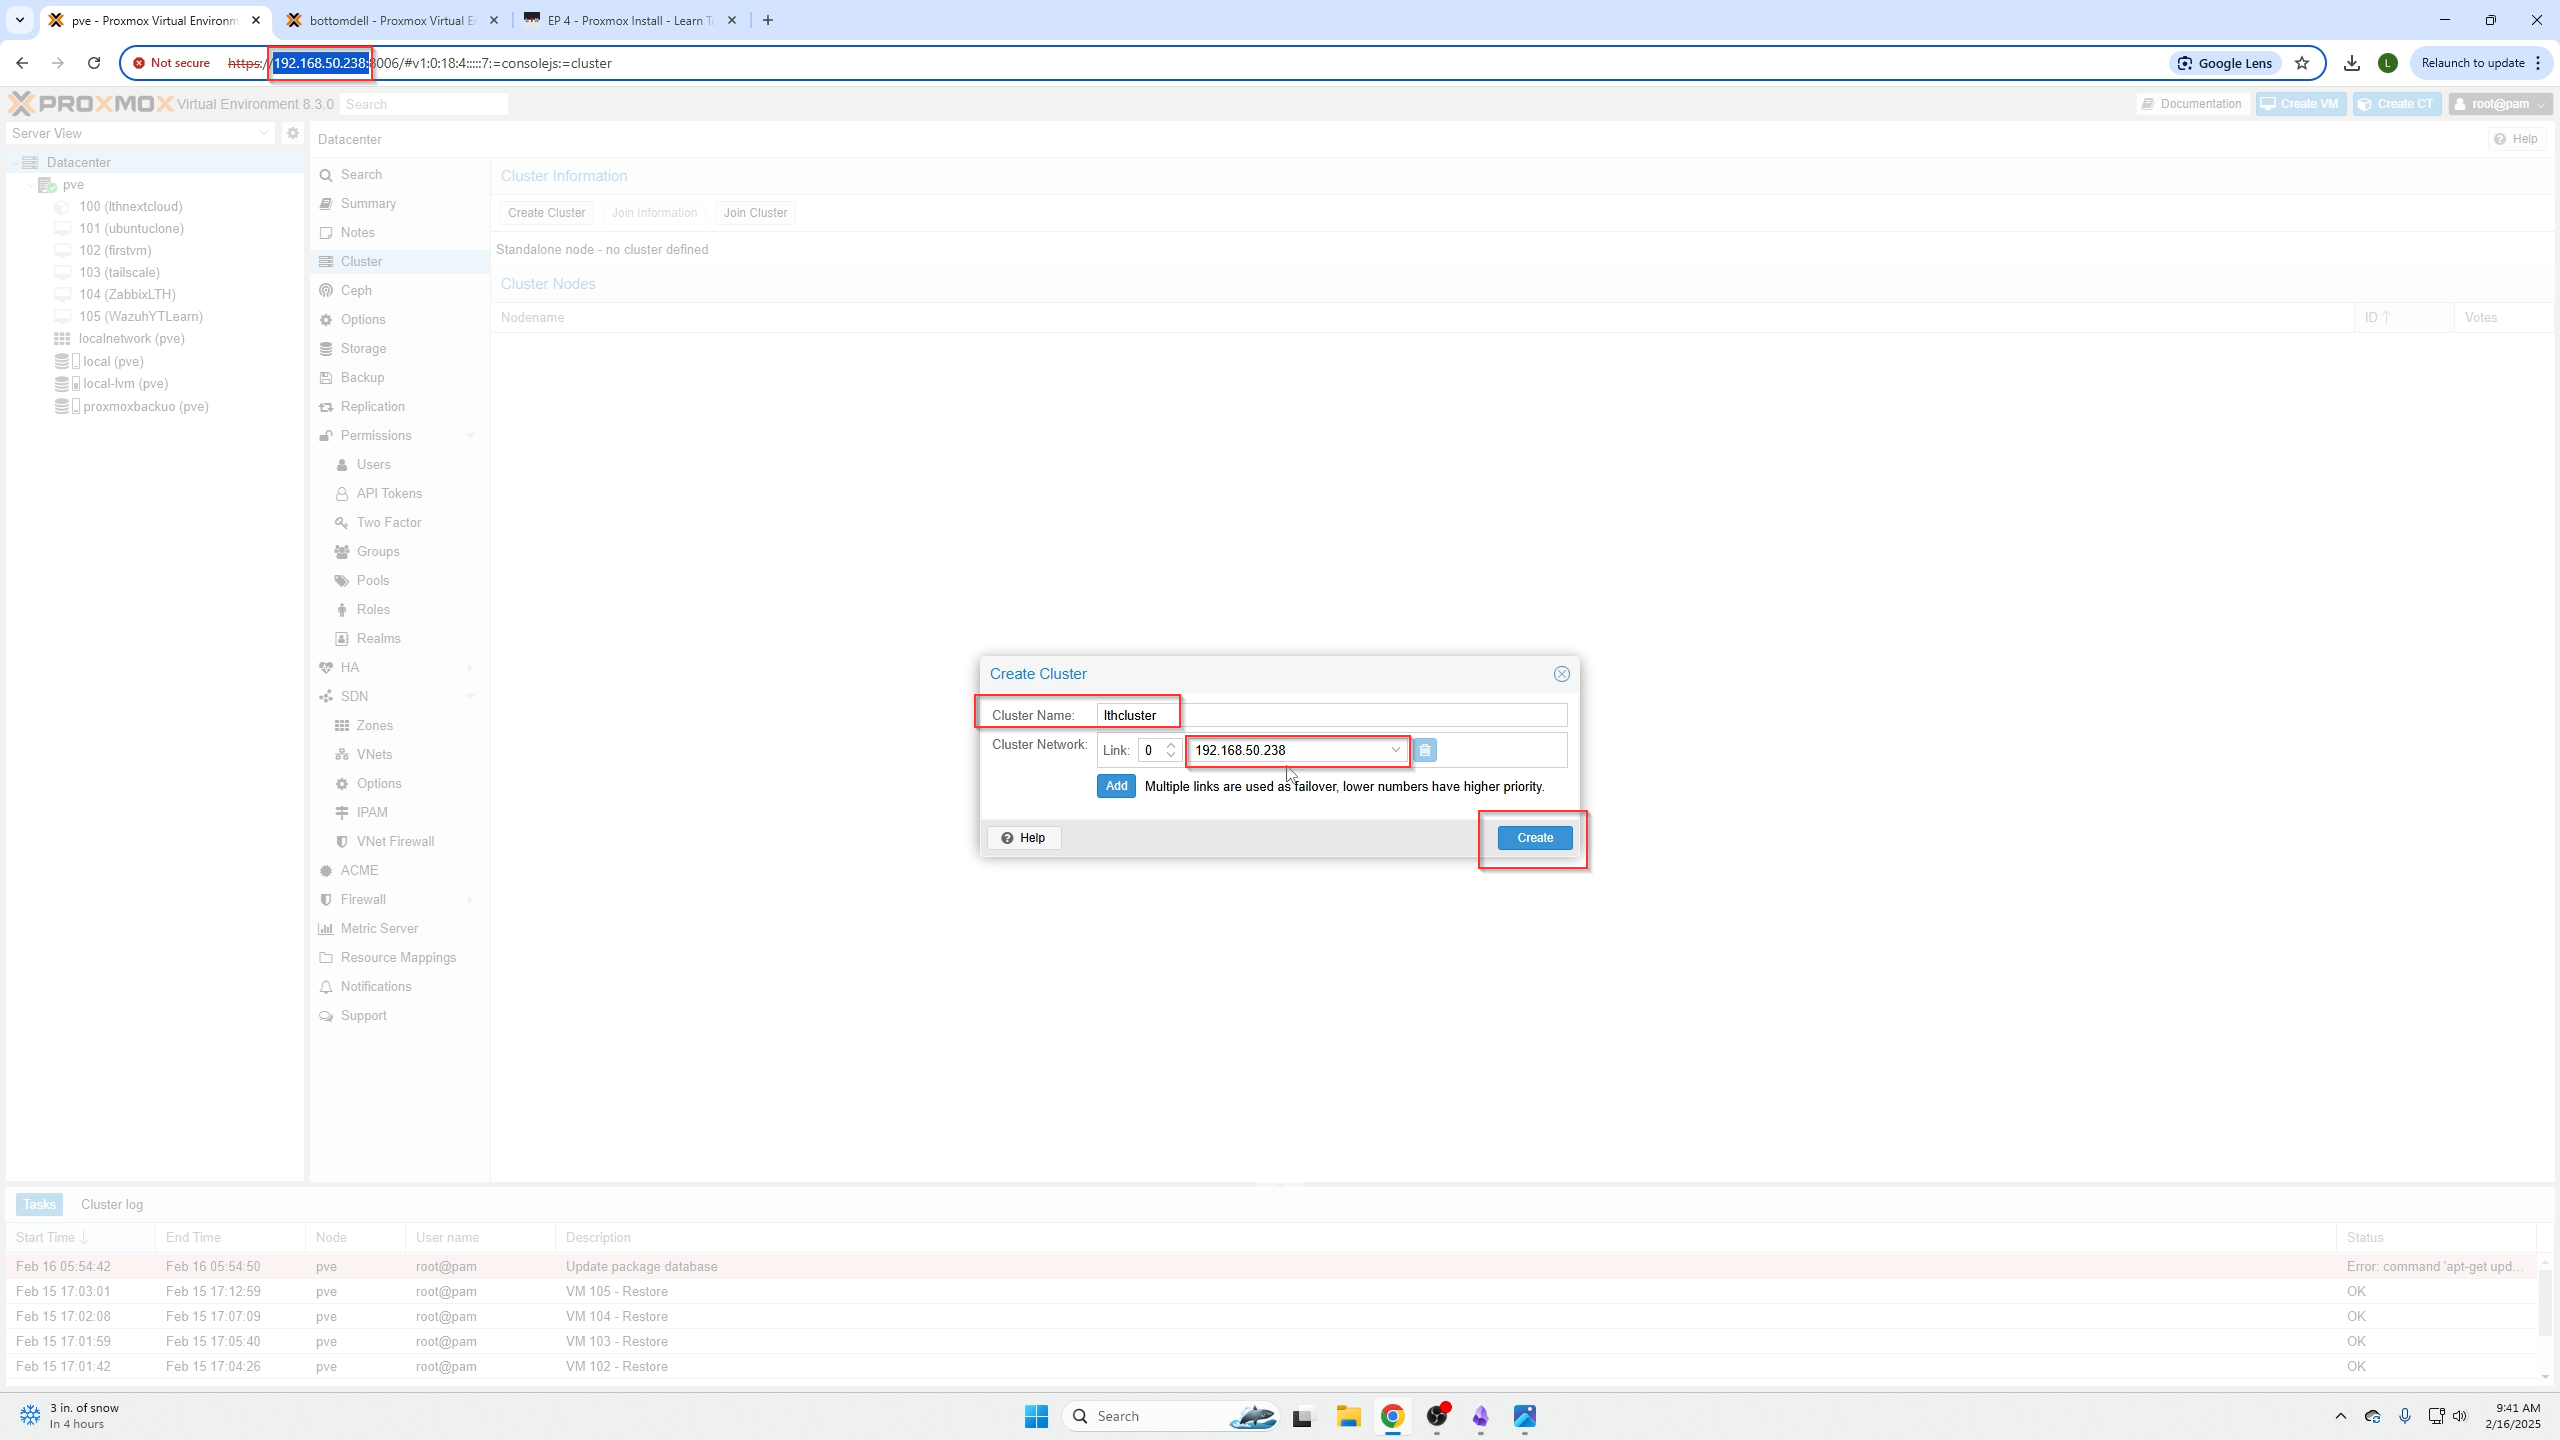 pve - Proxmox Virtual Environm
bottomdell - Proxmox Virtual E
EP 4 - Proxmox Install - Learn To
Not secure
https://192.168.50.238:8006/#v1:0:18:4:::::7:=consolejs:=cluster
Google Lens
L
Relaunch to update
PROXMOX Virtual Environment 8.3.0
Search
Documentation
Create VM
Create CT
root@pam
Server View
Datacenter
Help
Datacenter
pve
100 (lthnextcloud)
101 (ubuntuclone)
102 (firstvm)
103 (tailscale)
104 (ZabbixLTH)
105 (WazuhYTLearn)
localnetwork (pve)
local (pve)
local-lvm (pve)
proxmoxbackuo (pve)
Search
Summary
Notes
Cluster
Ceph
Options
Storage
Backup
Replication
Permissions
Users
API Tokens
Two Factor
Groups
Pools
Roles
Realms
HA
SDN
Zones
VNets
Options
IPAM
VNet Firewall
ACME
Firewall
Metric Server
Resource Mappings
Notifications
Support
Cluster Information
Create Cluster
Join Information
Join Cluster
Standalone node - no cluster defined
Cluster Nodes
Nodename
ID
Votes
Create Cluster
Cluster Name: lthcluster
Cluster Network: Link: 0 192.168.50.238
Add Multiple links are used as failover, lower numbers have higher priority.
Help
Create
Tasks
Cluster log
Start Time End Time Node User name Description Status
Feb 16 05:54:42 Feb 16 05:54:50 pve root@pam Update package database Error: command 'apt-get upd...
Feb 15 17:03:01 Feb 15 17:12:59 pve root@pam VM 105 - Restore OK
Feb 15 17:02:08 Feb 15 17:07:09 pve root@pam VM 104 - Restore OK
Feb 15 17:01:59 Feb 15 17:05:40 pve root@pam VM 103 - Restore OK
Feb 15 17:01:42 Feb 15 17:04:26 pve root@pam VM 102 - Restore OK
3 in. of snow
In 4 hours
Search
9:41 AM
2/16/2025